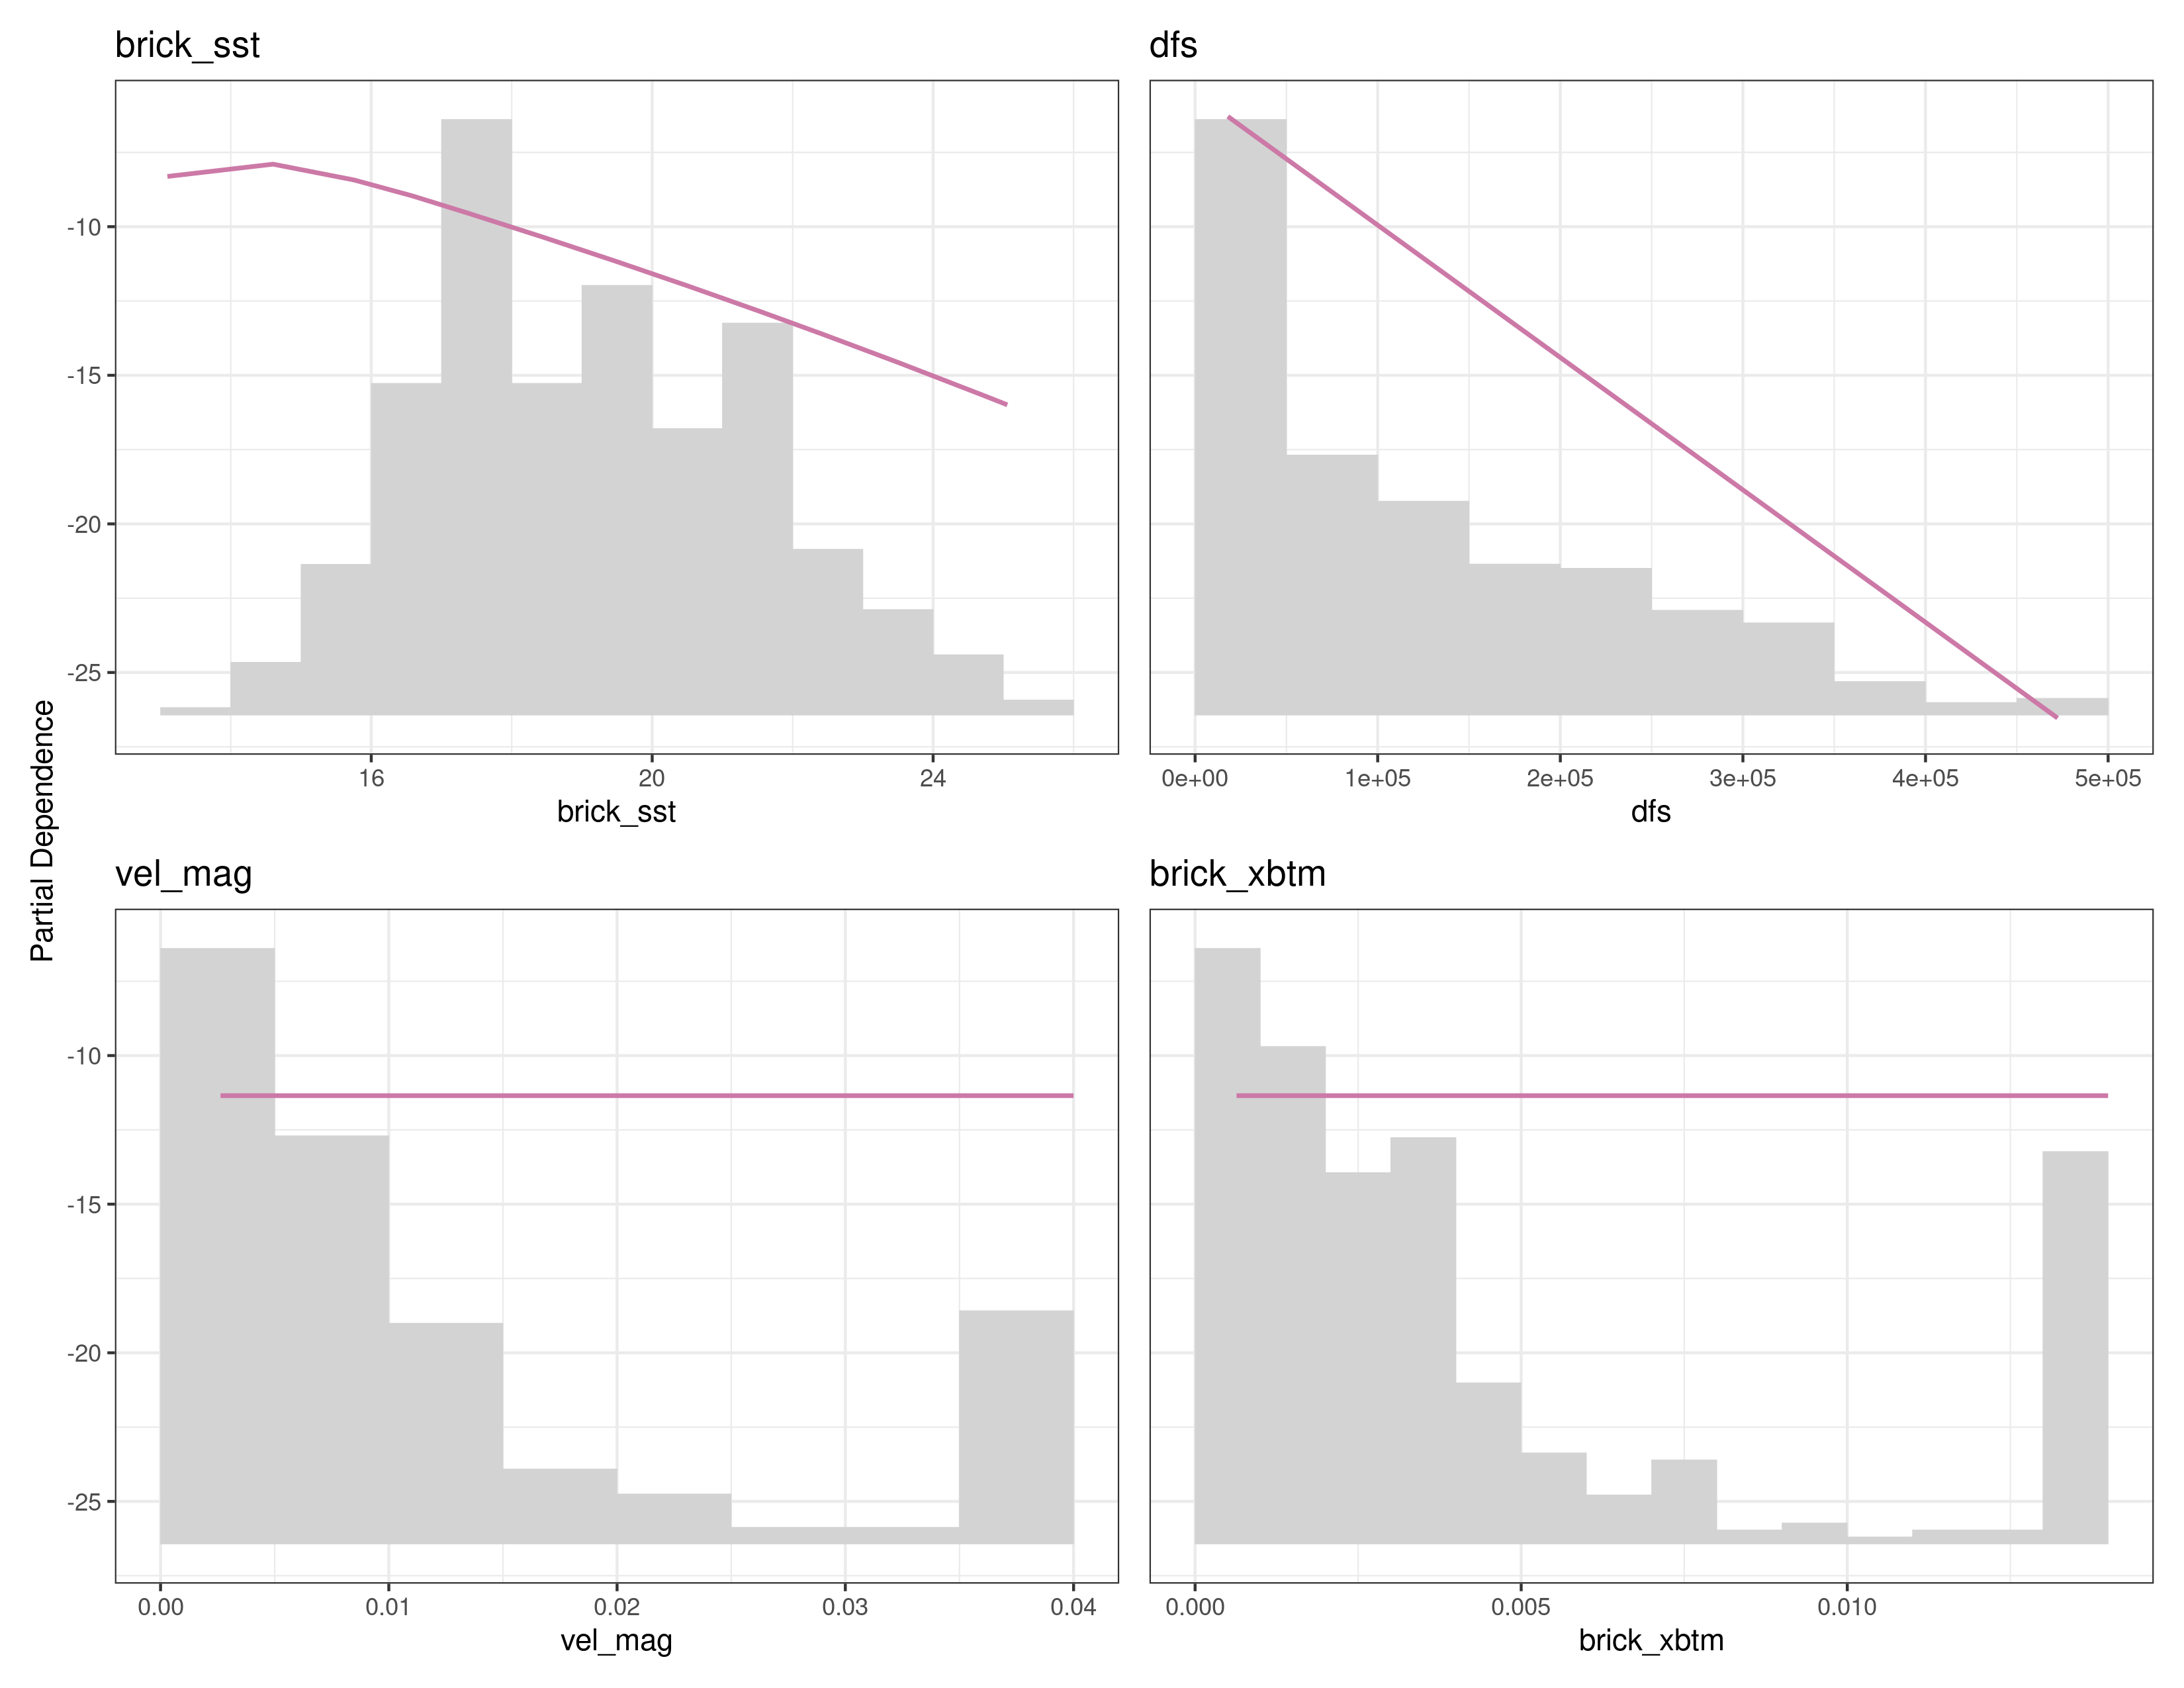 brick_sst
dfs
-10
-15
-20
-25
16 20 24
0e+00 1e+05 2e+05 3e+05 4e+05 5e+05
brick_sst
dfs
Partial Dependence
vel_mag
brick_xbtm
-10
-15
-20
-25
0.00 0.01 0.02 0.03 0.04
0.000 0.005 0.010
vel_mag
brick_xbtm